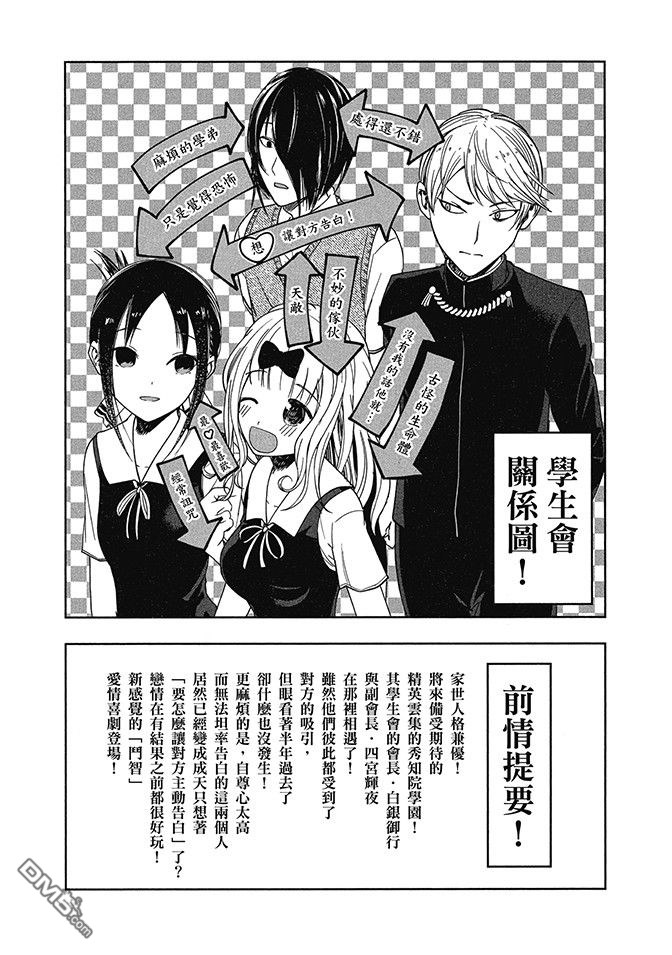 學生會
關係圖！
處得還不錯
麻煩的學弟
只是覺得恐怖
想 讓對方告白！
天敵
不妙的傢伙
沒有我的話他就…
古怪的生命體
最♥最喜歡
經常詛咒
前情提要！
家世人格兼優！
將來備受期待的
精英雲集的秀知院學園！
其學生會的會長．白銀御行
與副會長．四宮輝夜
在那裡相遇了！
雖然他們彼此都受到了
對方的吸引，
但眼看著半年過去了
卻什麼也沒發生！
更麻煩的是，自尊心太高
而無法坦率告白的這兩個人
居然已經變成成天只想著
「要怎麼讓對方主動告白」了？
戀情在有結果之前都很好玩！
新感覺的「鬥智」
愛情喜劇登場！